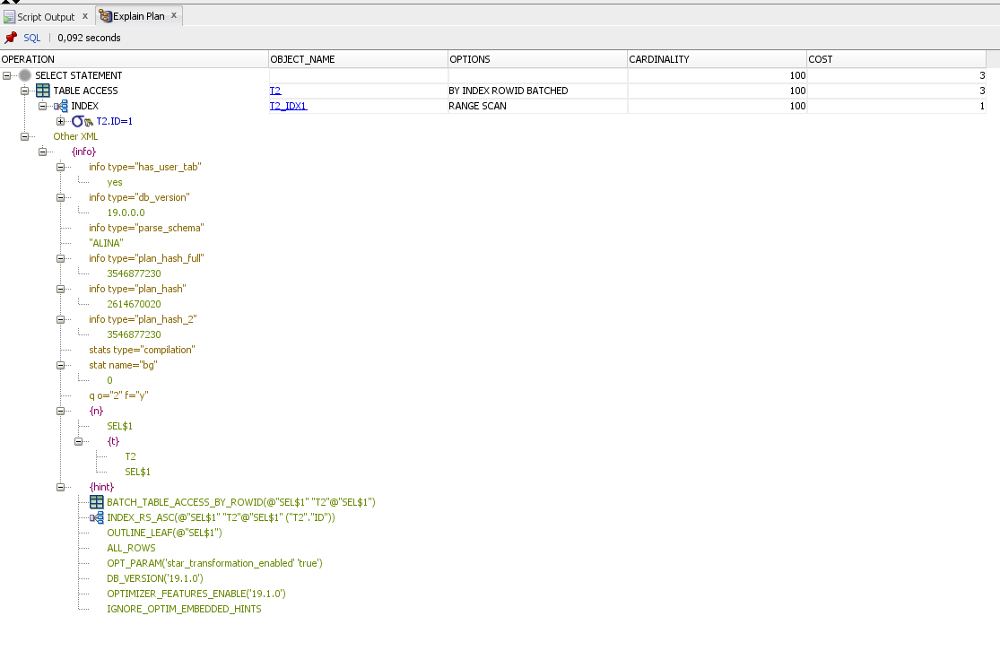 Script Output x Explain Plan x
SQL | 0,092 seconds
OPERATION OBJECT_NAME OPTIONS CARDINALITY COST
SELECT STATEMENT 100 3
TABLE ACCESS T2 BY INDEX ROWID BATCHED 100 3
INDEX T2_IDX1 RANGE SCAN 100 1
T2.ID=1
Other XML
{info}
info type="has_user_tab"
yes
info type="db_version"
19.0.0.0
info type="parse_schema"
"ALINA"
info type="plan_hash_full"
3546877230
info type="plan_hash"
2614670020
info type="plan_hash_2"
3546877230
stats type="compilation"
stat name="bg"
0
q o="2" f="y"
{n}
SEL$1
{t}
T2
SEL$1
{hint}
BATCH_TABLE_ACCESS_BY_ROWID(@"SEL$1" "T2"@"SEL$1")
INDEX_RS_ASC(@"SEL$1" "T2"@"SEL$1" ("T2"."ID"))
OUTLINE_LEAF(@"SEL$1")
ALL_ROWS
OPT_PARAM('star_transformation_enabled' 'true')
DB_VERSION('19.1.0')
OPTIMIZER_FEATURES_ENABLE('19.1.0')
IGNORE_OPTIM_EMBEDDED_HINTS